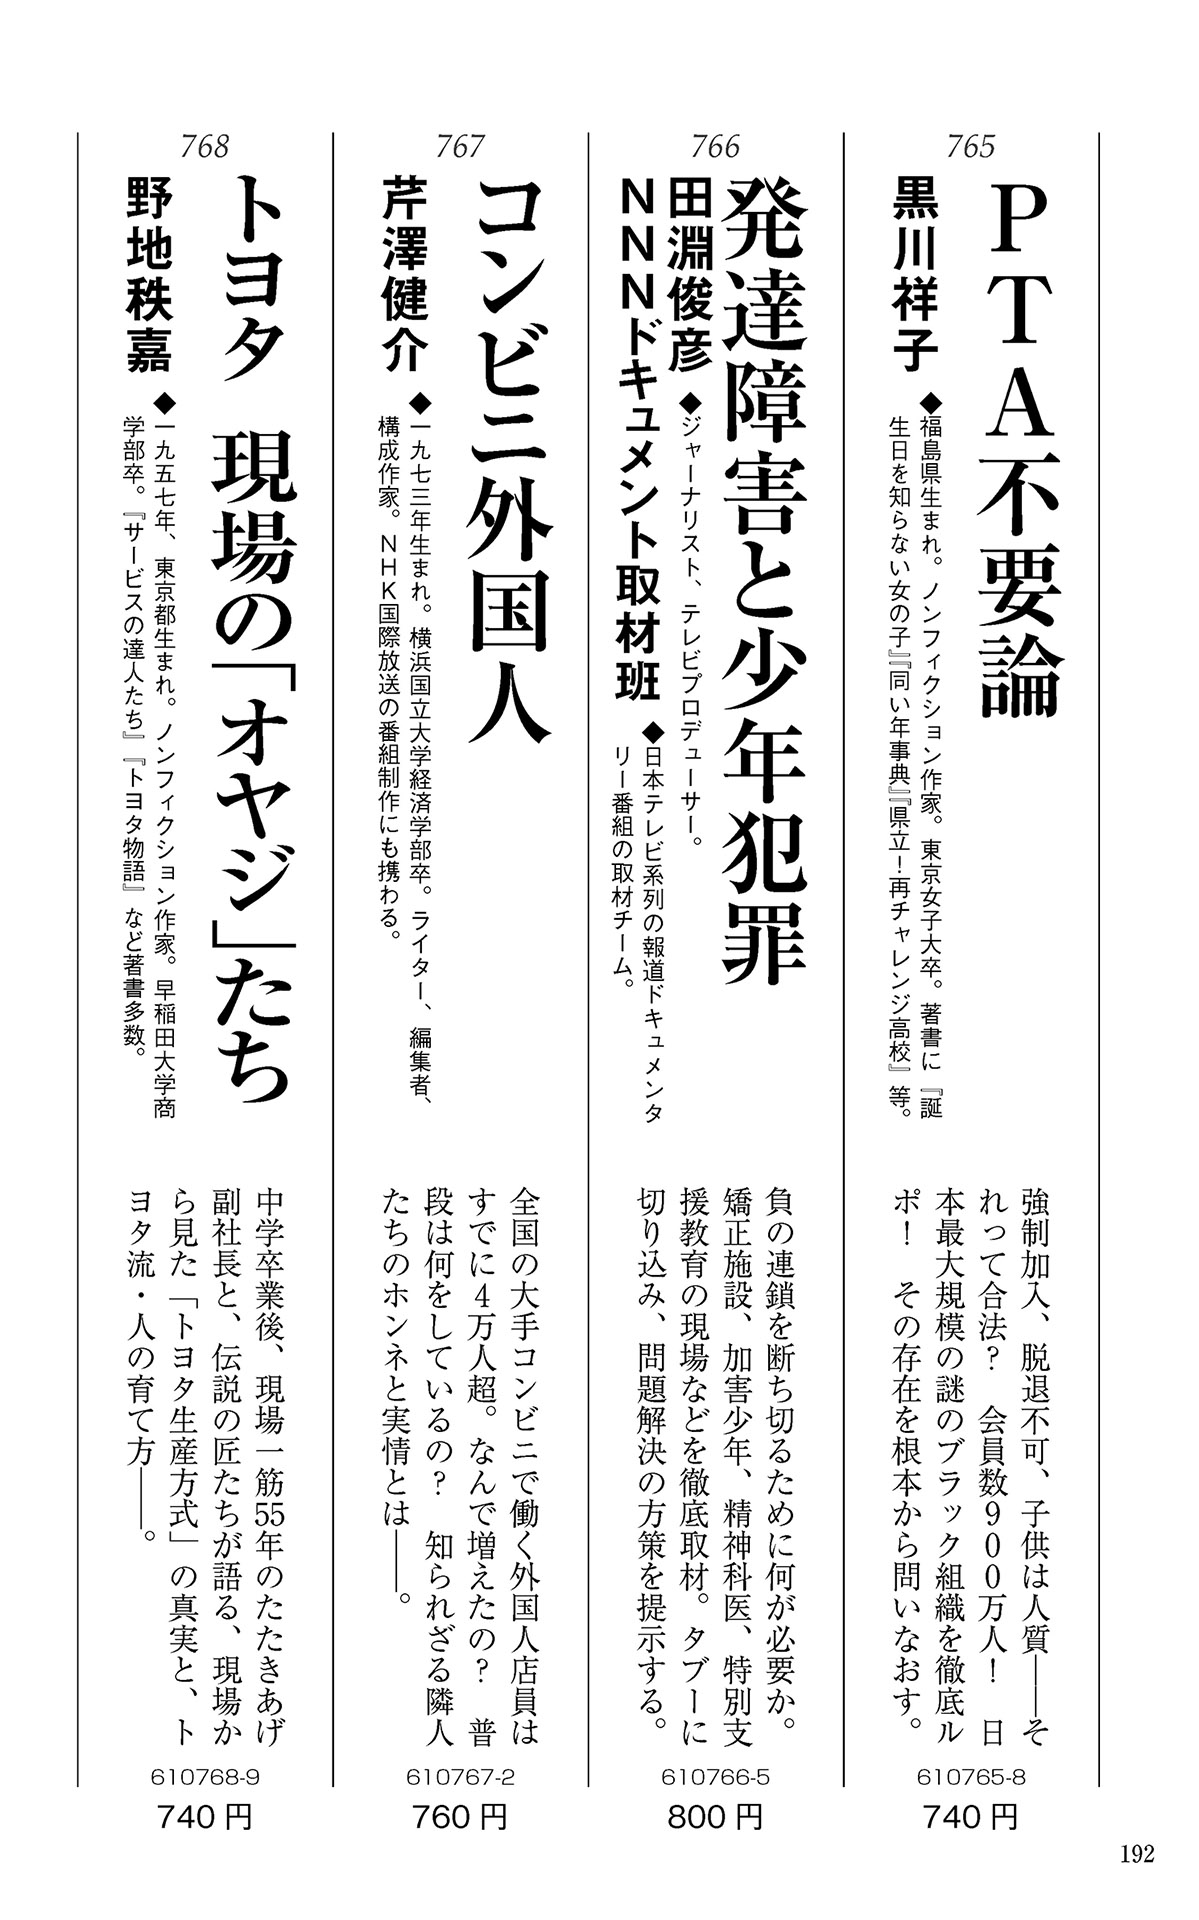 765
PTA不要論
黒川祥子
◆福島県生まれ。ノンフィクション作家。東京女子大卒。著書に『誕
生日を知らない女の子』『同い年事典』『県立！再チャレンジ高校』等。
強制加入、脱退不可、子供は人質――そ
れって合法？　会員数900万人！　日
本最大規模の謎のブラック組織を徹底ル
ポ！　その存在を根本から問いなおす。
610765-8
740円
766
発達障害と少年犯罪
田淵俊彦
◆ジャーナリスト、テレビプロデューサー。
NNNドキュメント取材班
◆日本テレビ系列の報道ドキュメンタ
リー番組の取材チーム。
負の連鎖を断ち切るために何が必要か。
矯正施設、加害少年、精神科医、特別支
援教育の現場などを徹底取材。タブーに
切り込み、問題解決の方策を提示する。
610766-5
800円
767
コンビニ外国人
芹澤健介
◆一九七三年生まれ。横浜国立大学経済学部卒。ライター、編集者、
構成作家。NHK国際放送の番組制作にも携わる。
全国の大手コンビニで働く外国人店員は
すでに4万人超。なんで増えたの？　普
段は何をしているの？　知られざる隣人
たちのホンネと実情とは――。
610767-2
760円
768
トヨタ　現場の「オヤジ」たち
野地秩嘉
◆一九五七年、東京都生まれ。ノンフィクション作家。早稲田大学商
学部卒。『サービスの達人たち』『トヨタ物語』など著書多数。
中学卒業後、現場一筋55年のたたきあげ
副社長と、伝説の匠たちが語る、現場か
ら見た「トヨタ生産方式」の真実と、ト
ヨタ流・人の育て方――。
610768-9
740円
192